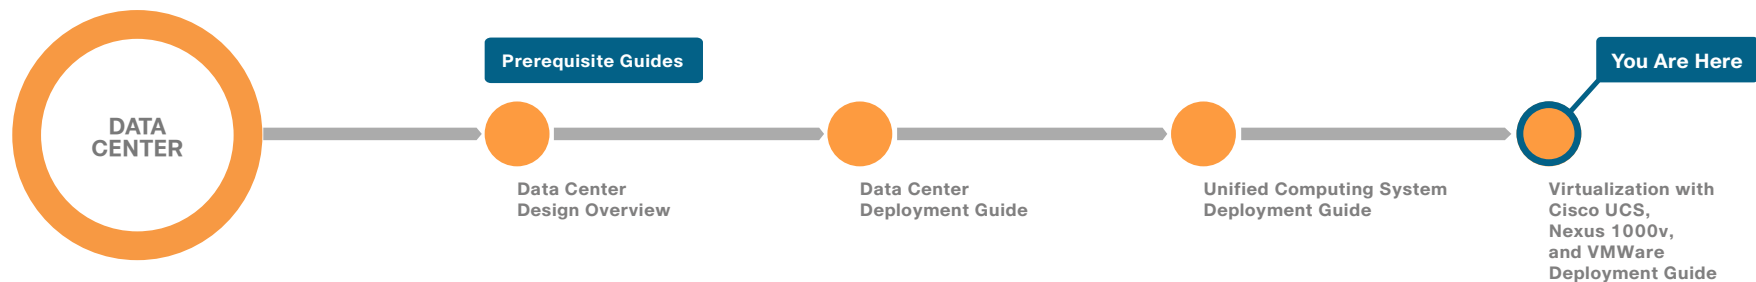 DATA
CENTER
Prerequisite Guides
You Are Here
Data Center
Design Overview
Data Center
Deployment Guide
Unified Computing System
Deployment Guide
Virtualization with
Cisco UCS,
Nexus 1000v,
and VMWare
Deployment Guide